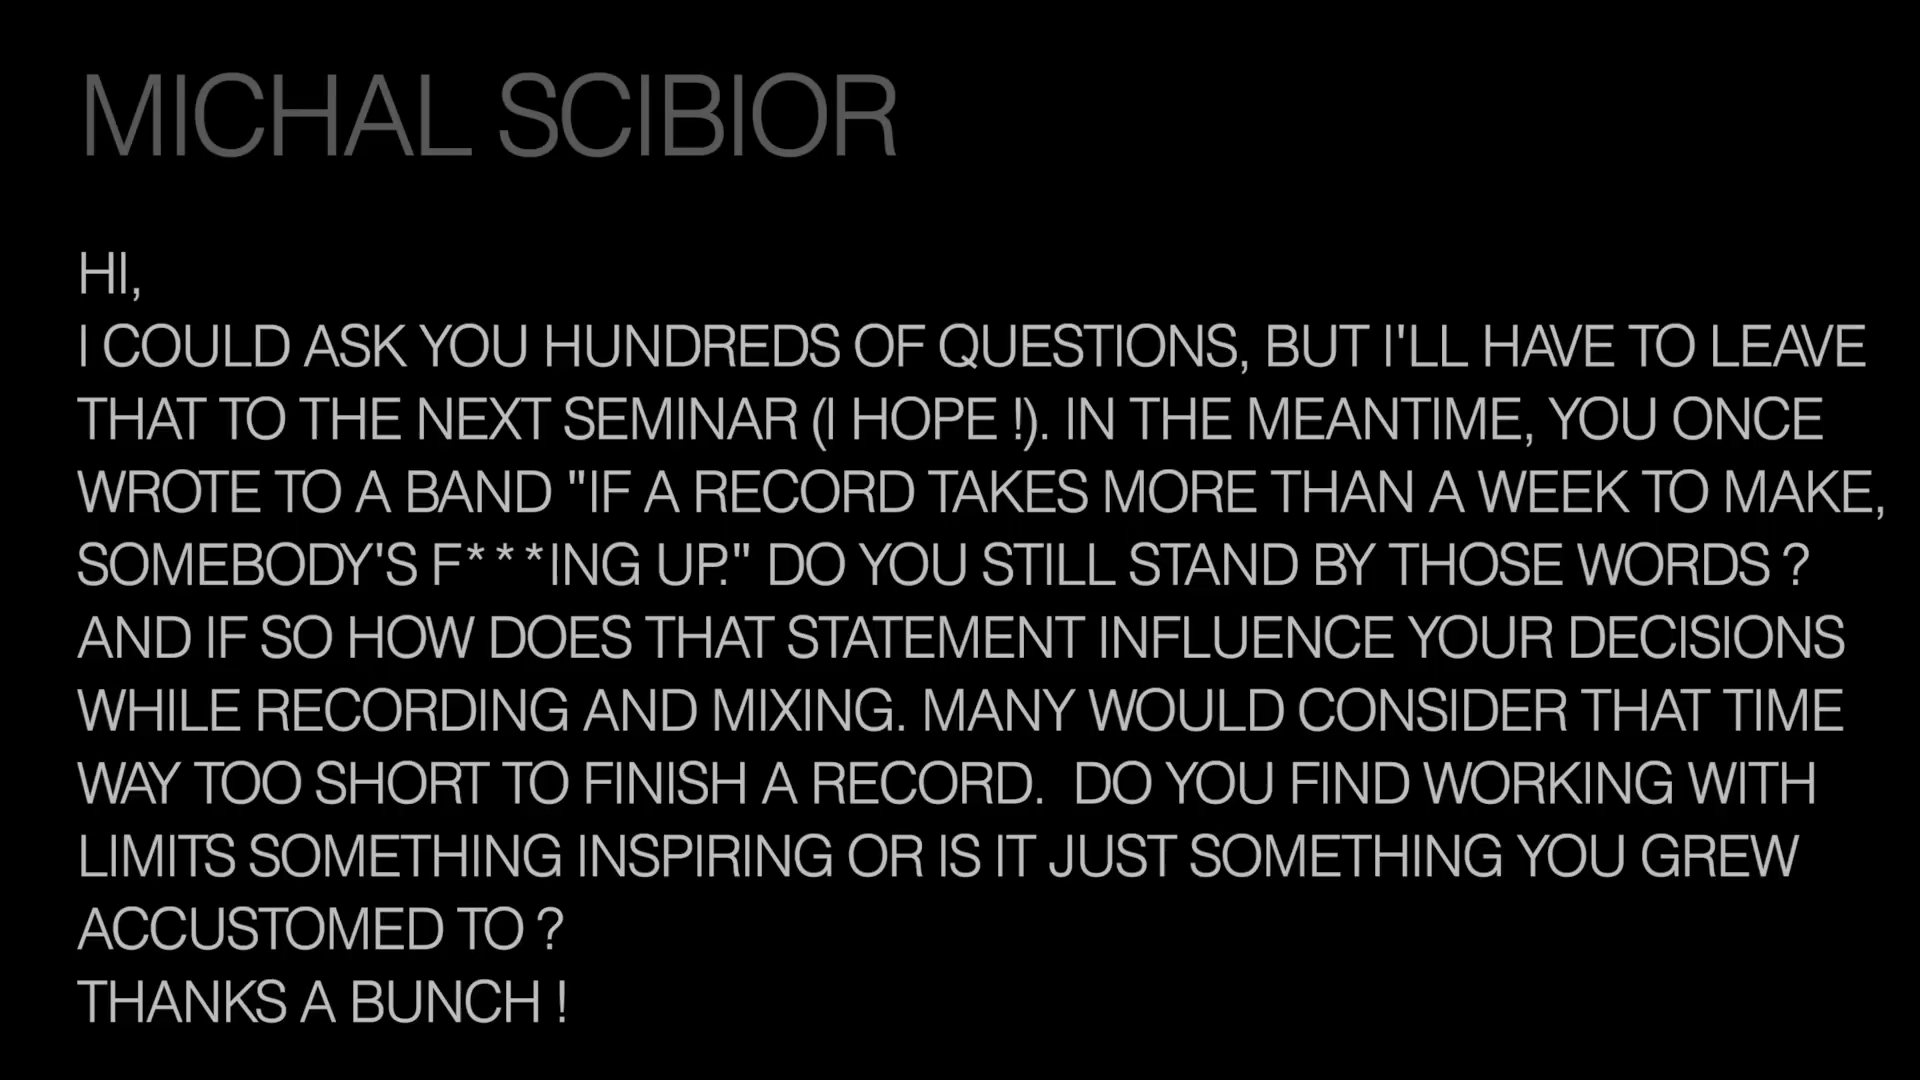 MICHAL SCIBIOR
HI,
I COULD ASK YOU HUNDREDS OF QUESTIONS, BUT I'LL HAVE TO LEAVE
THAT TO THE NEXT SEMINAR (I HOPE !). IN THE MEANTIME, YOU ONCE
WROTE TO A BAND "IF A RECORD TAKES MORE THAN A WEEK TO MAKE,
SOMEBODY'S F***ING UP." DO YOU STILL STAND BY THOSE WORDS ?
AND IF SO HOW DOES THAT STATEMENT INFLUENCE YOUR DECISIONS
WHILE RECORDING AND MIXING. MANY WOULD CONSIDER THAT TIME
WAY TOO SHORT TO FINISH A RECORD.  DO YOU FIND WORKING WITH
LIMITS SOMETHING INSPIRING OR IS IT JUST SOMETHING YOU GREW
ACCUSTOMED TO ?
THANKS A BUNCH !